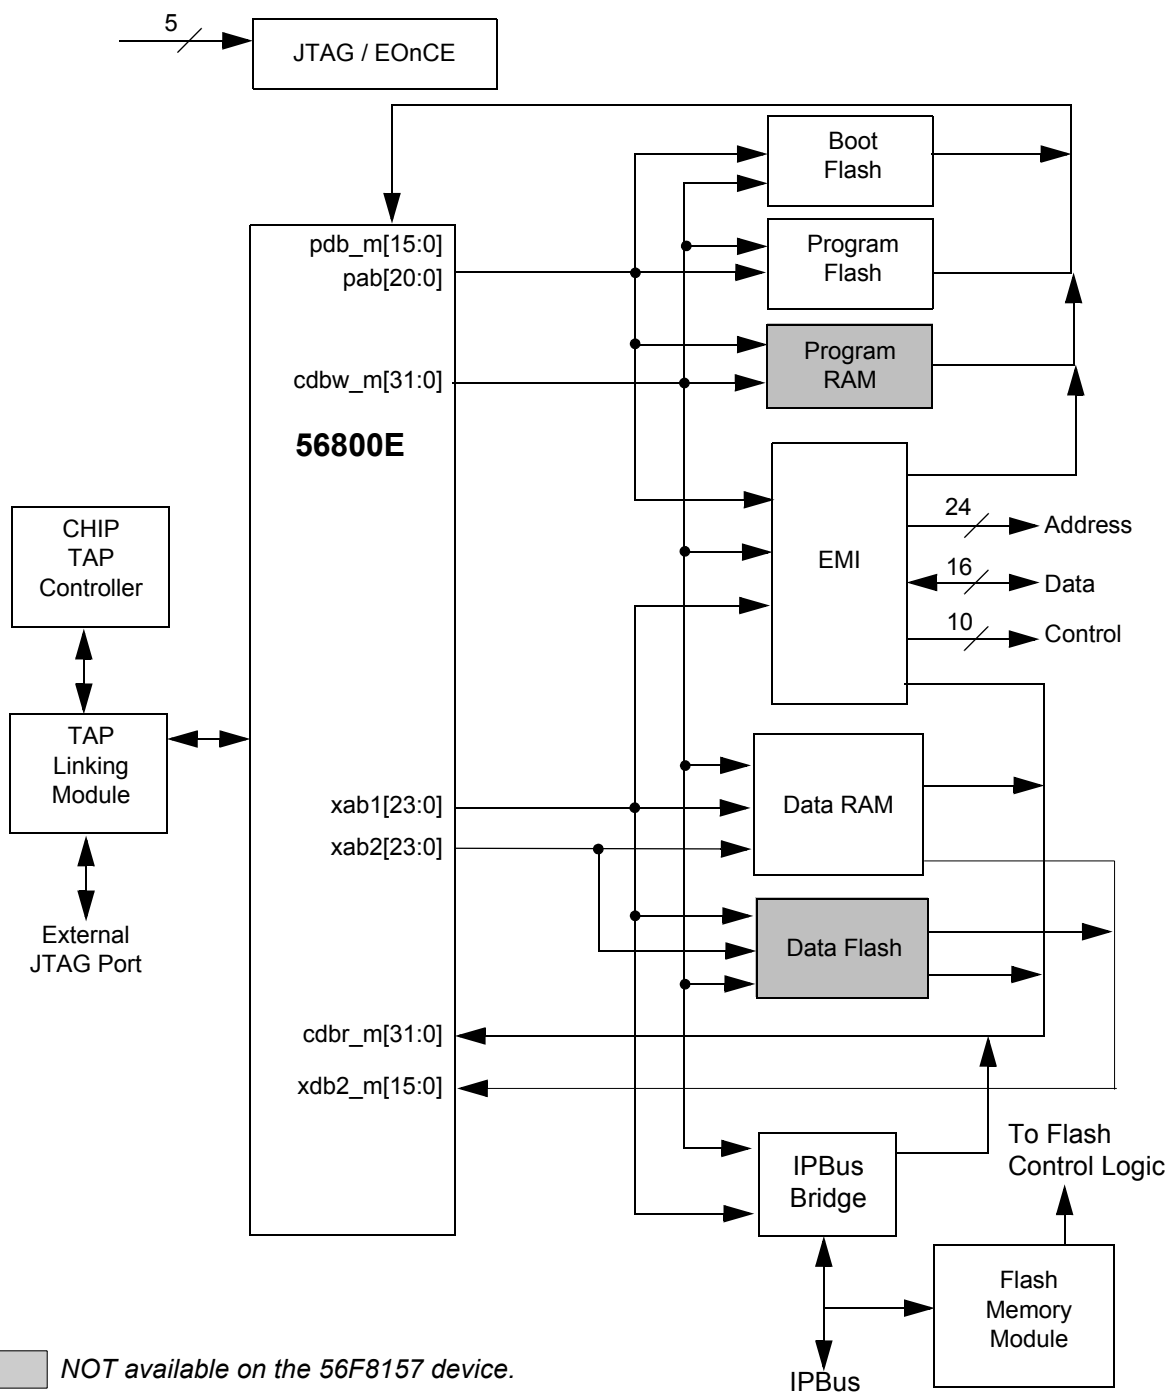 5
JTAG / EOnCE
Boot
Flash
pdb_m[15:0]
pab[20:0]
Program
Flash
Program
RAM
cdbw_m[31:0]
56800E
CHIP
TAP
Controller
EMI
24
Address
16
Data
10
Control
TAP
Linking
Module
xab1[23:0]
xab2[23:0]
Data RAM
External
JTAG Port
Data Flash
cdbr_m[31:0]
xdb2_m[15:0]
To Flash
Control Logic
IPBus
Bridge
Flash
Memory
Module
NOT available on the 56F8157 device.
IPBus